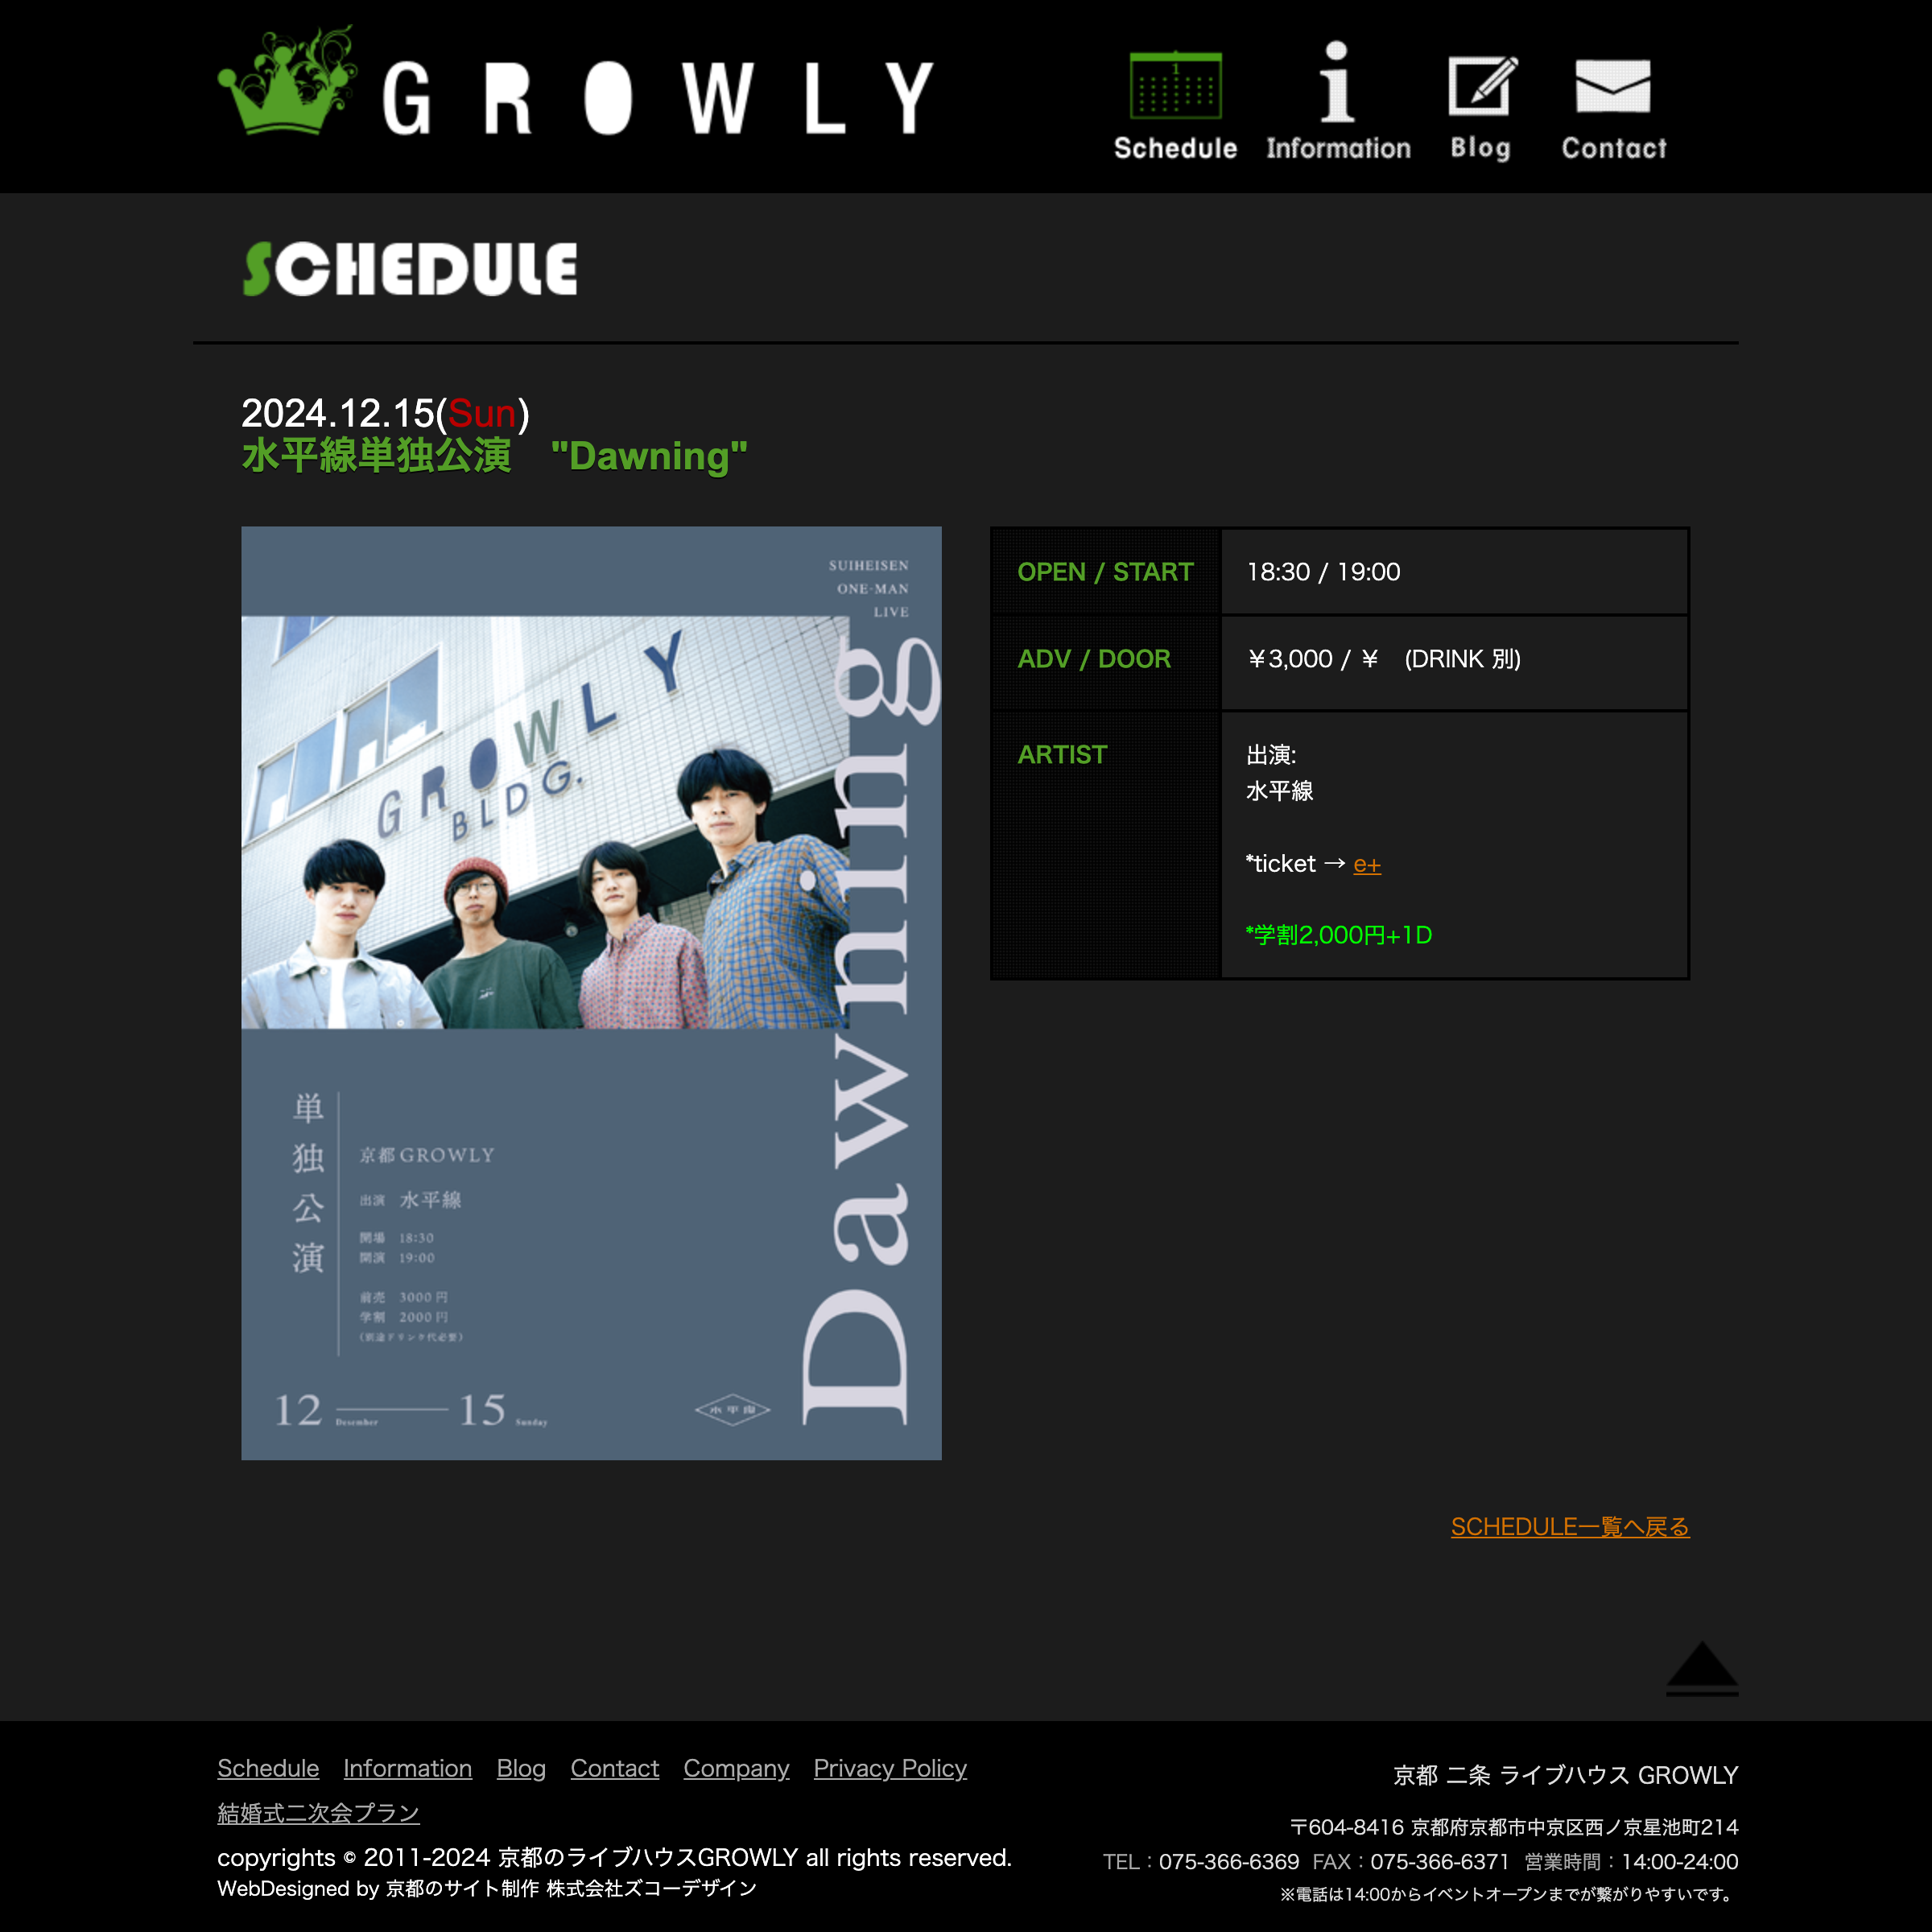 GROWLY
Schedule
Information
Blog
Contact
SCHEDULE
2024.12.15(Sun)
水平線単独公演　"Dawning"
SUIHEISEN
ONE-MAN
LIVE
Dawning
GROWLY
BLDG.
単独公演
京都GROWLY
出演 水平線
開場 18:30
開演 19:00
前売 3000円
学割 2000円
(別途ドリンク代必要)
12 Desember 15 Sunday
水平線
OPEN / START
18:30 / 19:00
ADV / DOOR
￥3,000 / ￥　(DRINK 別)
ARTIST
出演:
水平線
*ticket → e+
*学割2,000円+1D
SCHEDULE一覧へ戻る
Schedule Information Blog Contact Company Privacy Policy
結婚式二次会プラン
copyrights © 2011-2024 京都のライブハウスGROWLY all rights reserved.
WebDesigned by 京都のサイト制作 株式会社ズコーデザイン
京都 二条 ライブハウス GROWLY
〒604-8416 京都府京都市中京区西ノ京星池町214
TEL：075-366-6369 FAX：075-366-6371 営業時間：14:00-24:00
※電話は14:00からイベントオープンまでが繋がりやすいです。